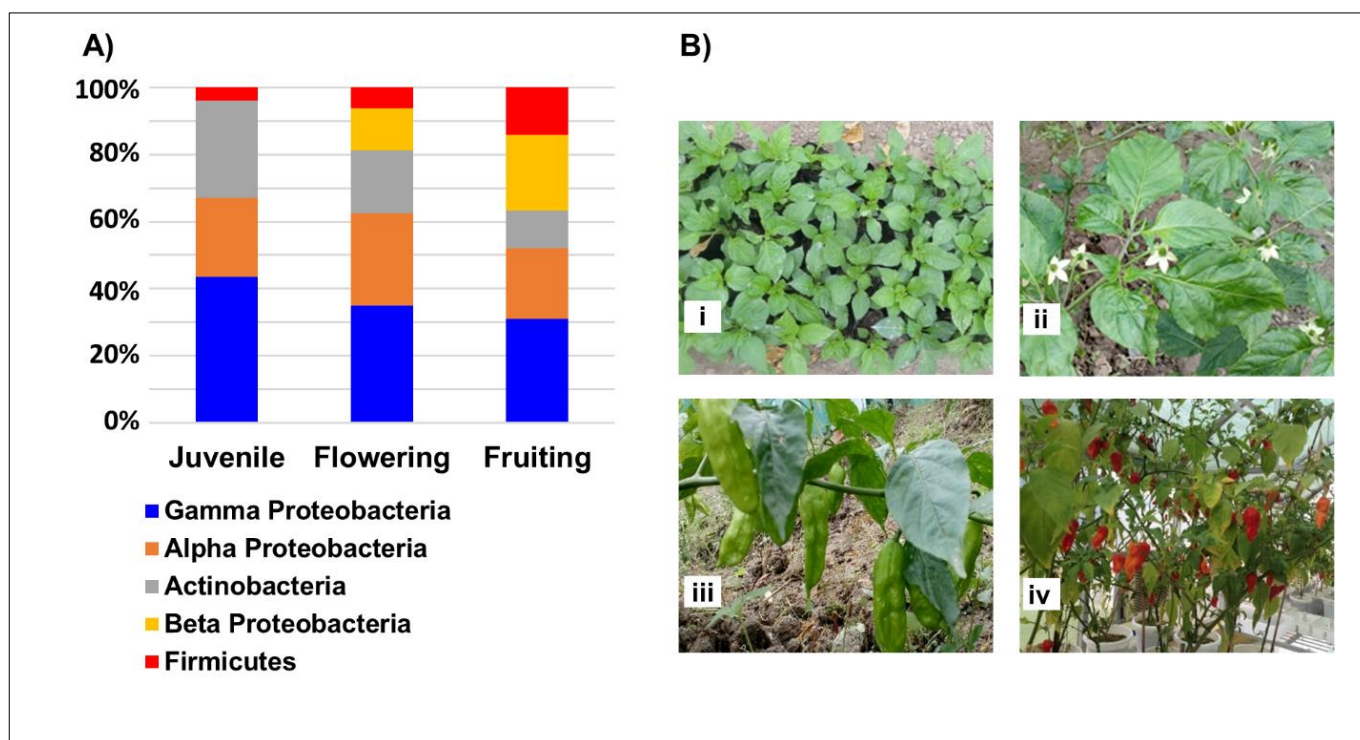 A)
100%
80%
60%
40%
20%
0%
Juvenile Flowering Fruiting
Gamma Proteobacteria
Alpha Proteobacteria
Actinobacteria
Beta Proteobacteria
Firmicutes
B)
i
ii
iii
iv